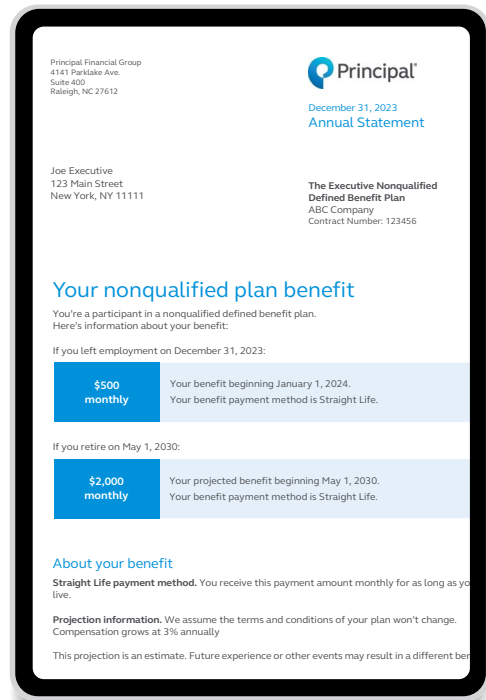 Principal Financial Group
4141 Parklake Ave.
Suite 400
Raleigh, NC 27612
Principal®
December 31, 2023
Annual Statement
Joe Executive
123 Main Street
New York, NY 11111
The Executive Nonqualified
Defined Benefit Plan
ABC Company
Contract Number: 123456
Your nonqualified plan benefit
You're a participant in a nonqualified defined benefit plan.
Here's information about your benefit:
If you left employment on December 31, 2023:
$500
monthly
Your benefit beginning January 1, 2024.
Your benefit payment method is Straight Life.
If you retire on May 1, 2030:
$2,000
monthly
Your projected benefit beginning May 1, 2030.
Your benefit payment method is Straight Life.
About your benefit
Straight Life payment method. You receive this payment amount monthly for as long as yo
live.
Projection information. We assume the terms and conditions of your plan won't change.
Compensation grows at 3% annually
This projection is an estimate. Future experience or other events may result in a different ber